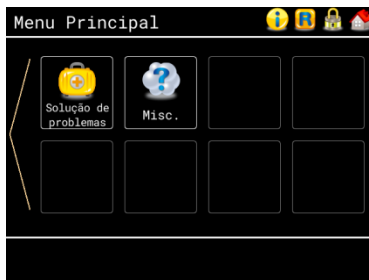 Menu Principal
i R
Solução de
problemas
?
Misc.